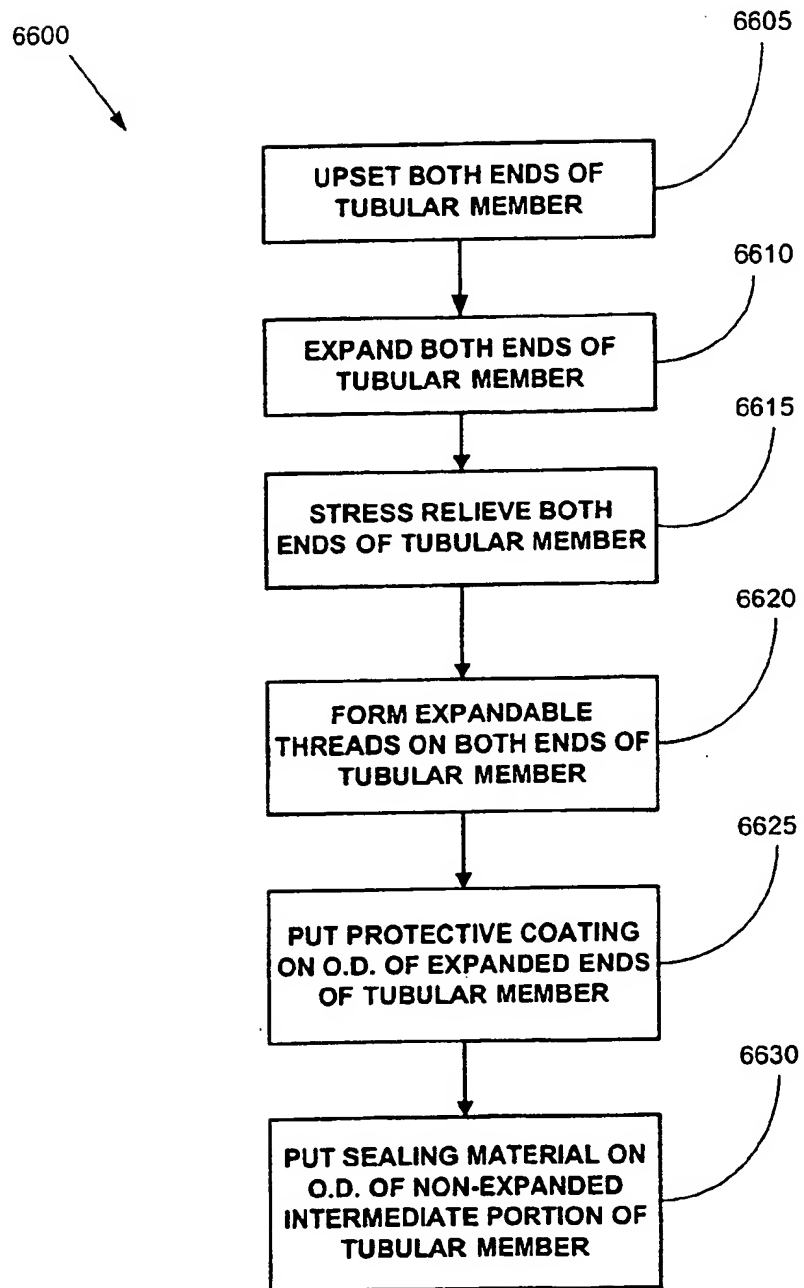 6600
6605
UPSET BOTH ENDS OF
TUBULAR MEMBER
6610
EXPAND BOTH ENDS OF
TUBULAR MEMBER
6615
STRESS RELIEVE BOTH
ENDS OF TUBULAR MEMBER
6620
FORM EXPANDABLE
THREADS ON BOTH ENDS OF
TUBULAR MEMBER
6625
PUT PROTECTIVE COATING
ON O.D. OF EXPANDED ENDS
OF TUBULAR MEMBER
6630
PUT SEALING MATERIAL ON
O.D. OF NON-EXPANDED
INTERMEDIATE PORTION OF
TUBULAR MEMBER